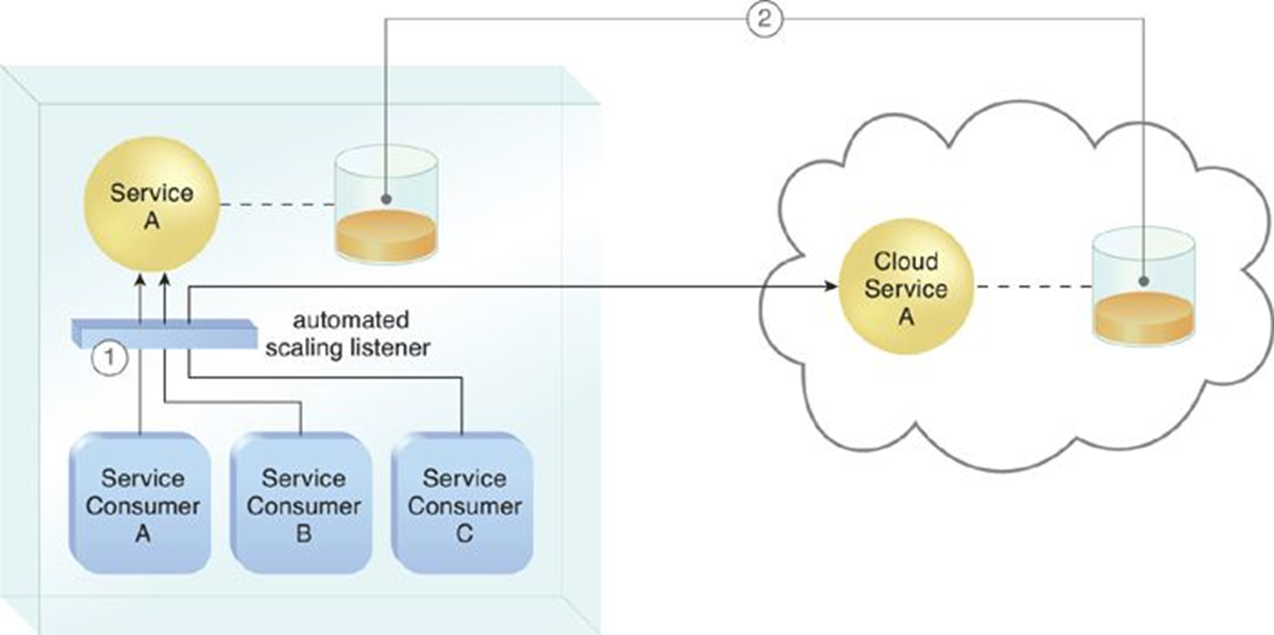 2
Service
A
Cloud
Service
A
automated
scaling listener
1
Service
Consumer
A
Service
Consumer
B
Service
Consumer
C